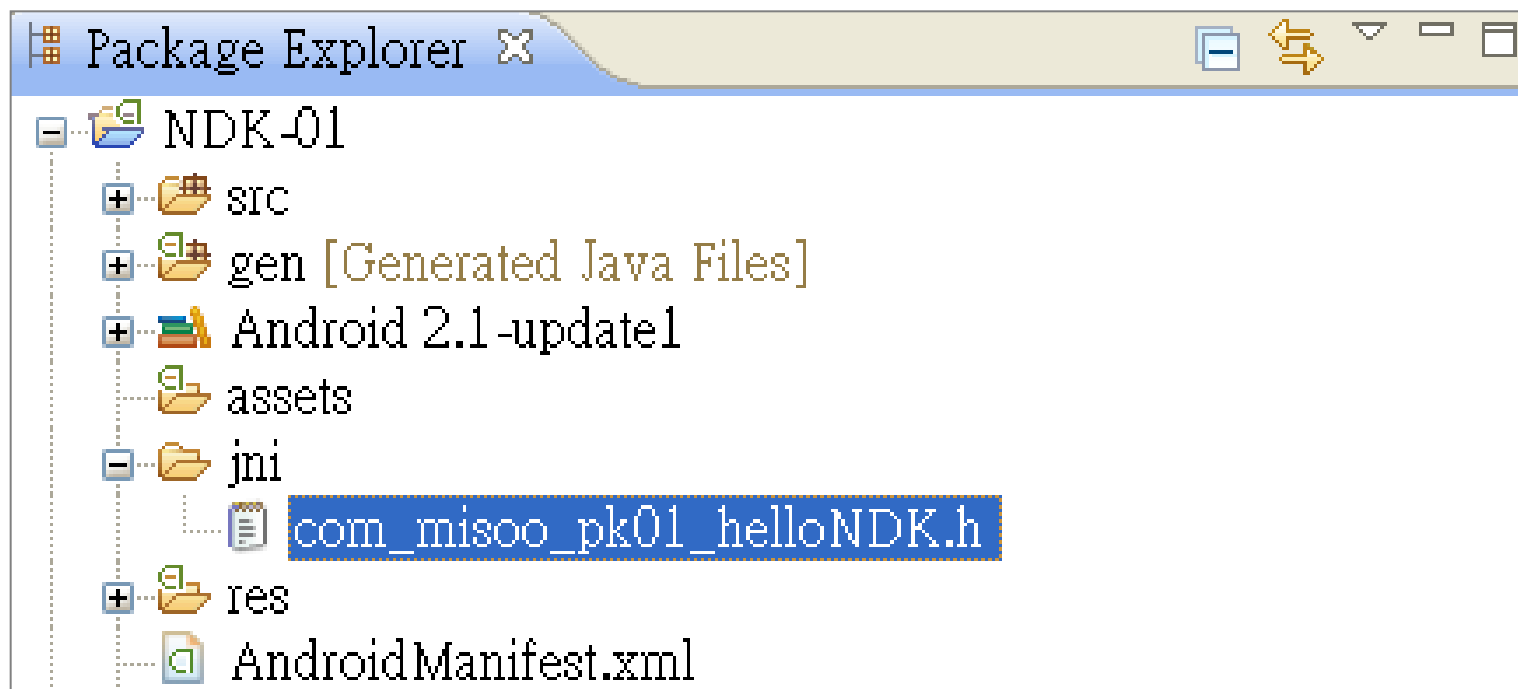 Package Explorer
NDK-01
src
gen [Generated Java Files]
Android 2.1-update1
assets
jni
com_misoo_pk01_helloNDK.h
res
AndroidManifest.xml